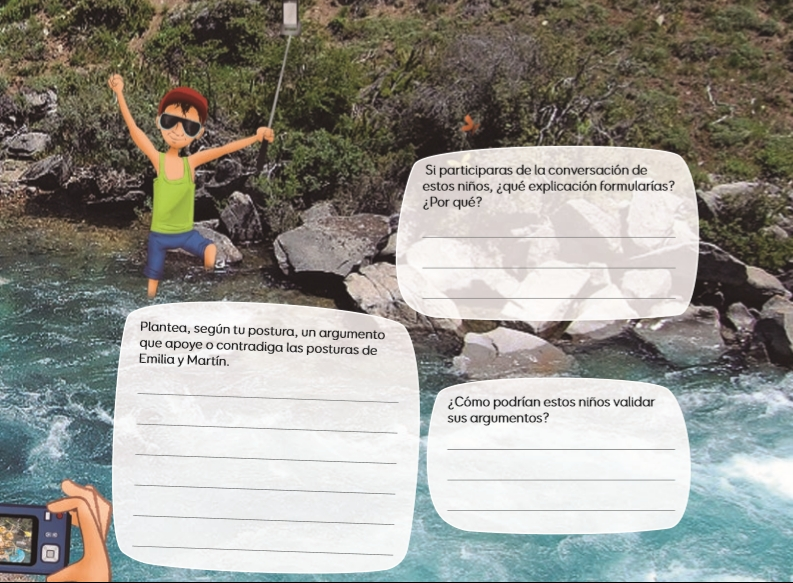 Si participaras de la conversación de
estos niños, ¿qué explicación formularías?
¿Por qué?
Plantea, según tu postura, un argumento
que apoye o contradiga las posturas de
Emilia y Martín.
¿Cómo podrían estos niños validar
sus argumentos?